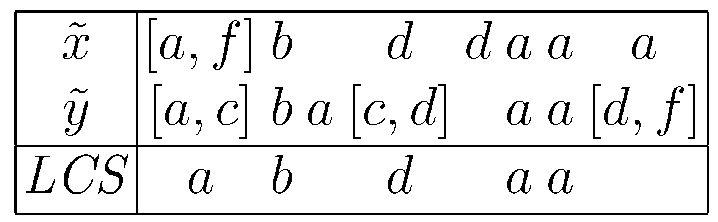 x̃ [a, f] b d d a a a
ỹ [a, c] b a [c, d] a a [d, f]
LCS a b d a a